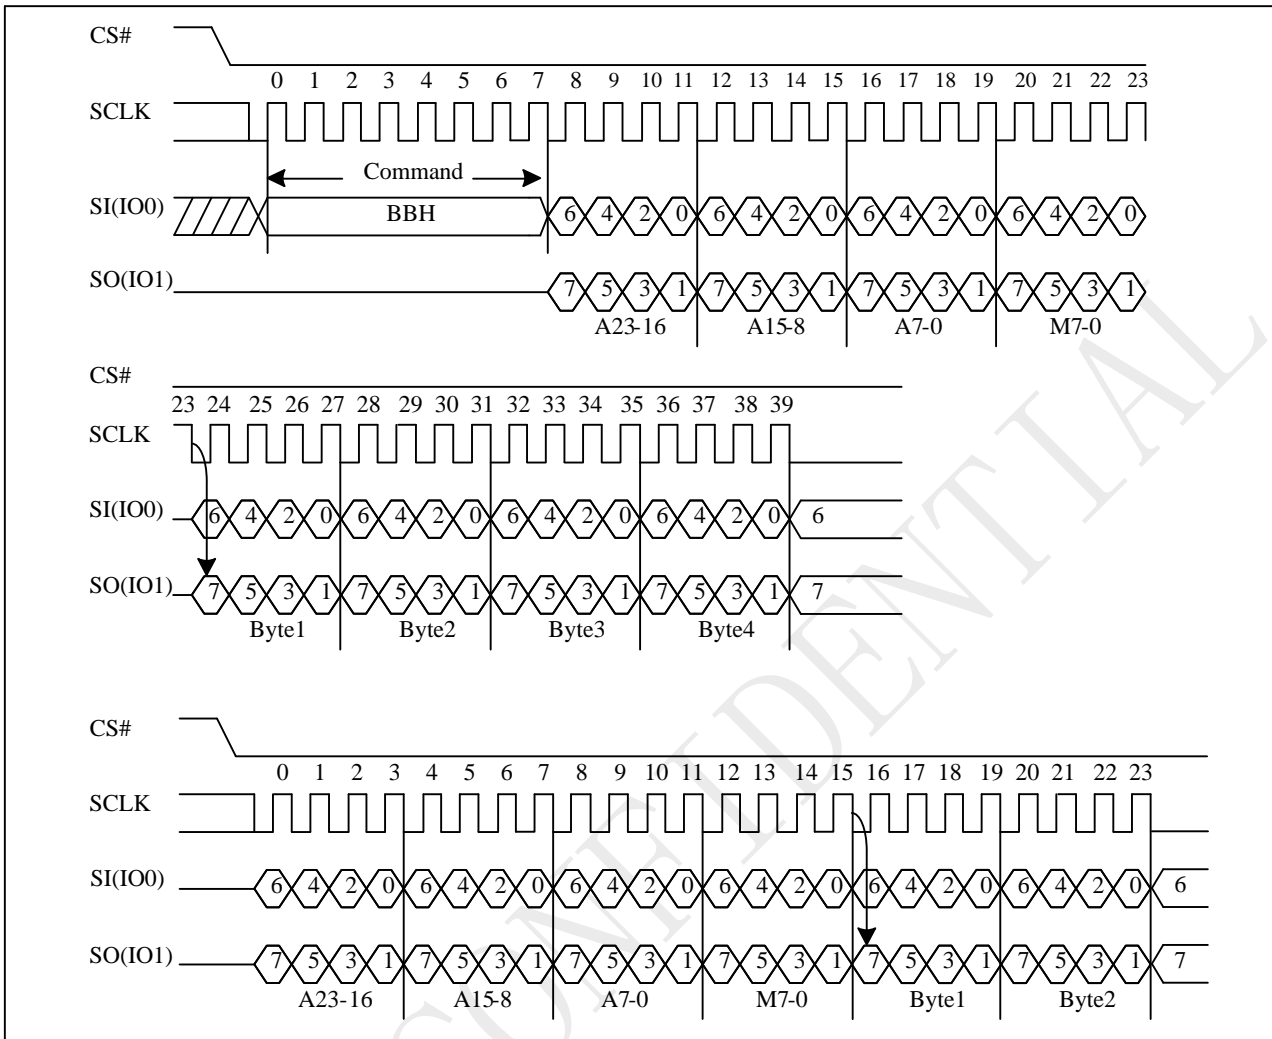 CS#
0 1 2 3 4 5 6 7 8 9 10 11 12 13 14 15 16 17 18 19 20 21 22 23
SCLK
Command
SI(IO0) BBH 6 4 2 0 6 4 2 0 6 4 2 0 6 4 2 0
SO(IO1) 7 5 3 1 7 5 3 1 7 5 3 1 7 5 3 1
A23-16 A15-8 A7-0 M7-0
CS#
23 24 25 26 27 28 29 30 31 32 33 34 35 36 37 38 39
SCLK
SI(IO0) 6 4 2 0 6 4 2 0 6 4 2 0 6 4 2 0 6
SO(IO1) 7 5 3 1 7 5 3 1 7 5 3 1 7 5 3 1 7
Byte1 Byte2 Byte3 Byte4
CS#
0 1 2 3 4 5 6 7 8 9 10 11 12 13 14 15 16 17 18 19 20 21 22 23
SCLK
SI(IO0) 6 4 2 0 6 4 2 0 6 4 2 0 6 4 2 0 6 4 2 0 6 4 2 0 6
SO(IO1) 7 5 3 1 7 5 3 1 7 5 3 1 7 5 3 1 7 5 3 1 7 5 3 1 7
A23-16 A15-8 A7-0 M7-0 Byte1 Byte2
CONFIDENTIAL